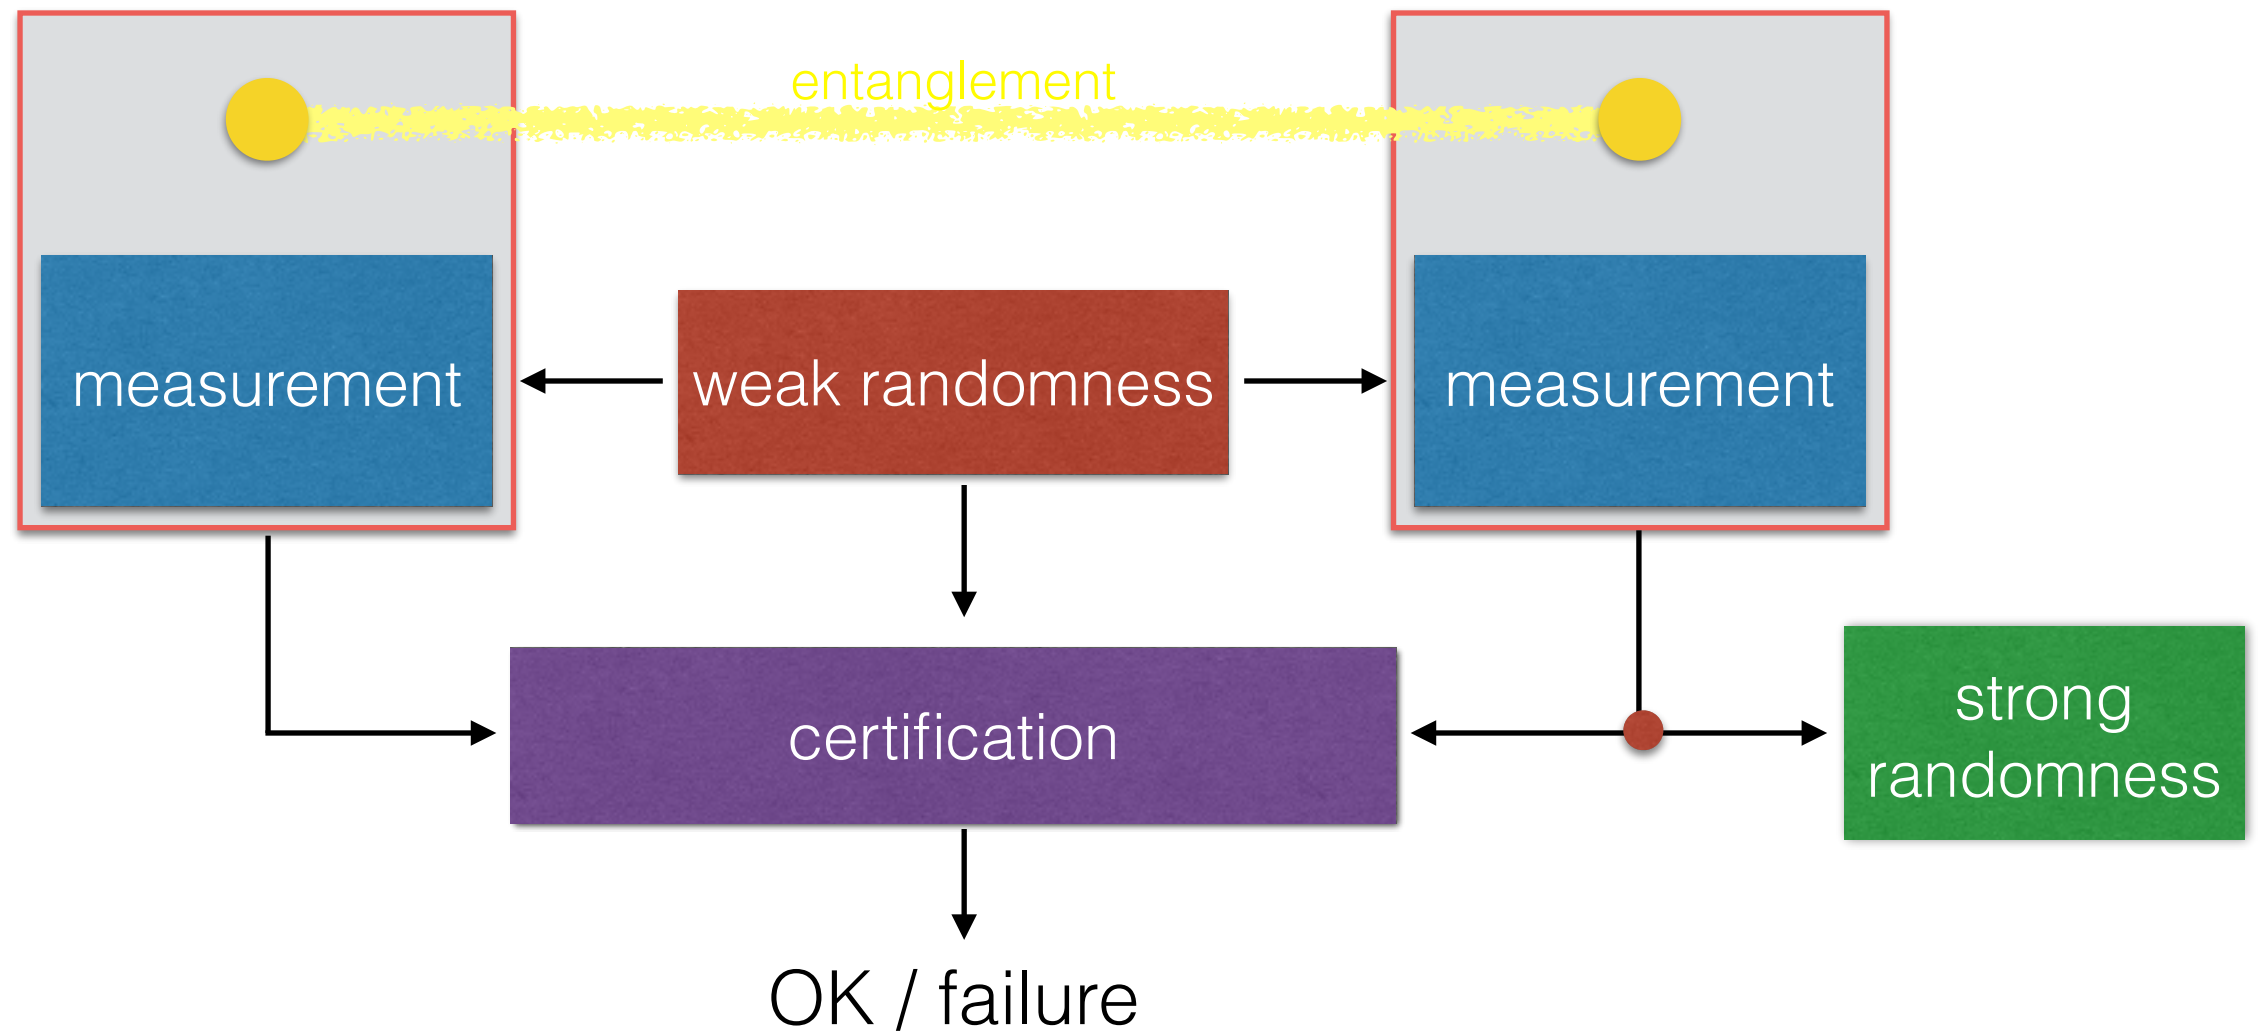 entanglement
measurement
weak randomness
measurement
certification
strong
randomness
OK / failure